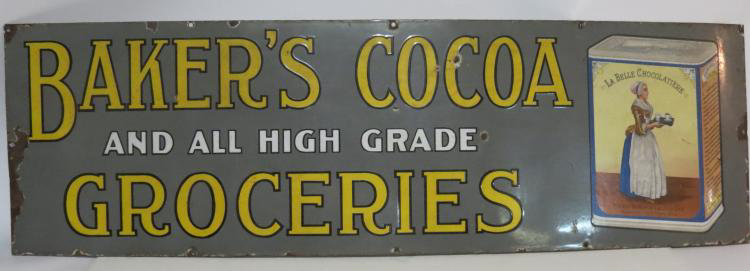 BAKER'S COCOA
AND ALL HIGH GRADE
GROCERIES
LA BELLE CHOCOLATIÈRE